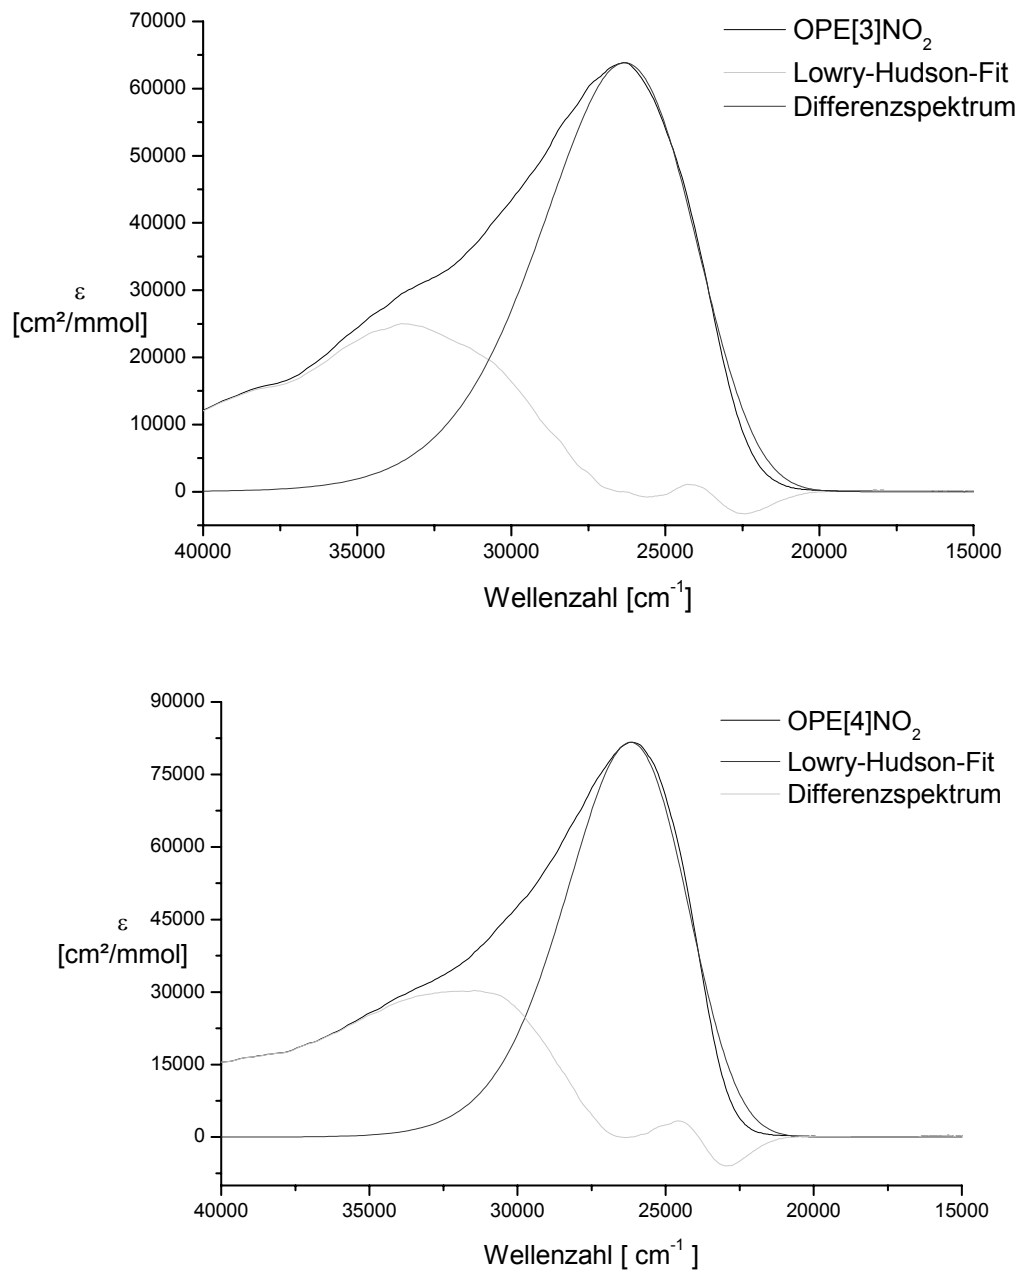 70000
OPE[3]NO2
Lowry-Hudson-Fit
60000
Differenzspektrum
50000
40000
30000
ε
[cm²/mmol]
20000
10000
0
40000 35000 30000 25000 20000 15000
Wellenzahl [cm-1]
90000
OPE[4]NO2
75000
Lowry-Hudson-Fit
Differenzspektrum
60000
45000
ε
[cm²/mmol]
30000
15000
0
40000 35000 30000 25000 20000 15000
Wellenzahl [ cm-1 ]